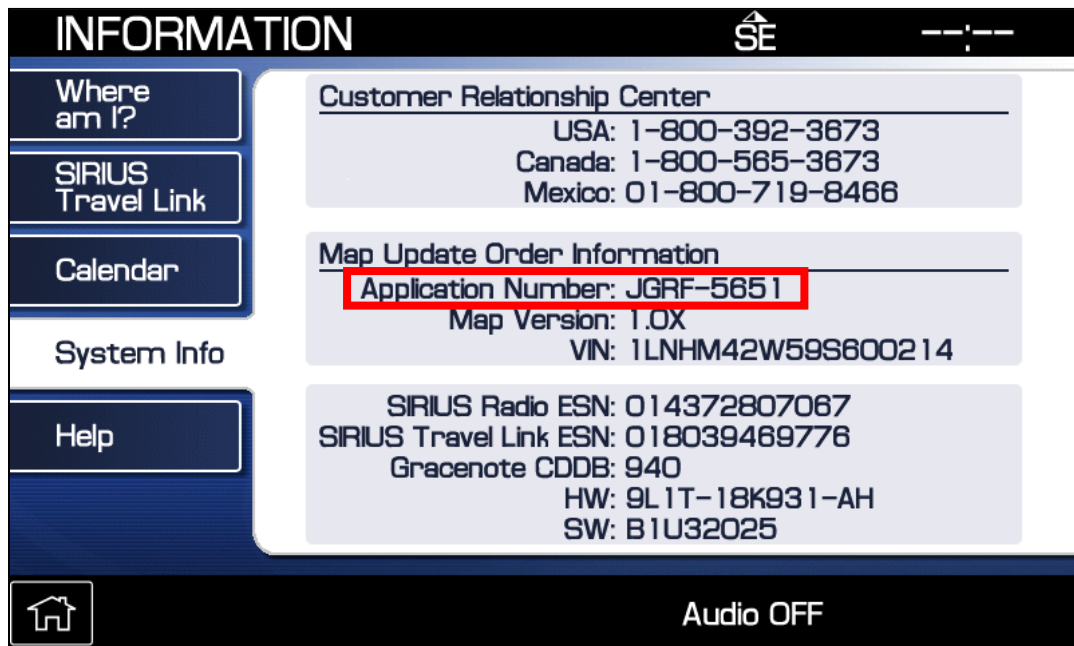 INFORMATION SE --:--
Where
am I?
SIRIUS
Travel Link
Calendar
System Info
Help
Customer Relationship Center
USA: 1-800-392-3673
Canada: 1-800-565-3673
Mexico: 01-800-719-8466
Map Update Order Information
Application Number: JGRF-5651
Map Version: 1.0X
VIN: 1LNHM42W59S600214
SIRIUS Radio ESN: 014372807067
SIRIUS Travel Link ESN: 018039469776
Gracenote CDDB: 940
HW: 9L1T-18K931-AH
SW: B1U32025
Audio OFF